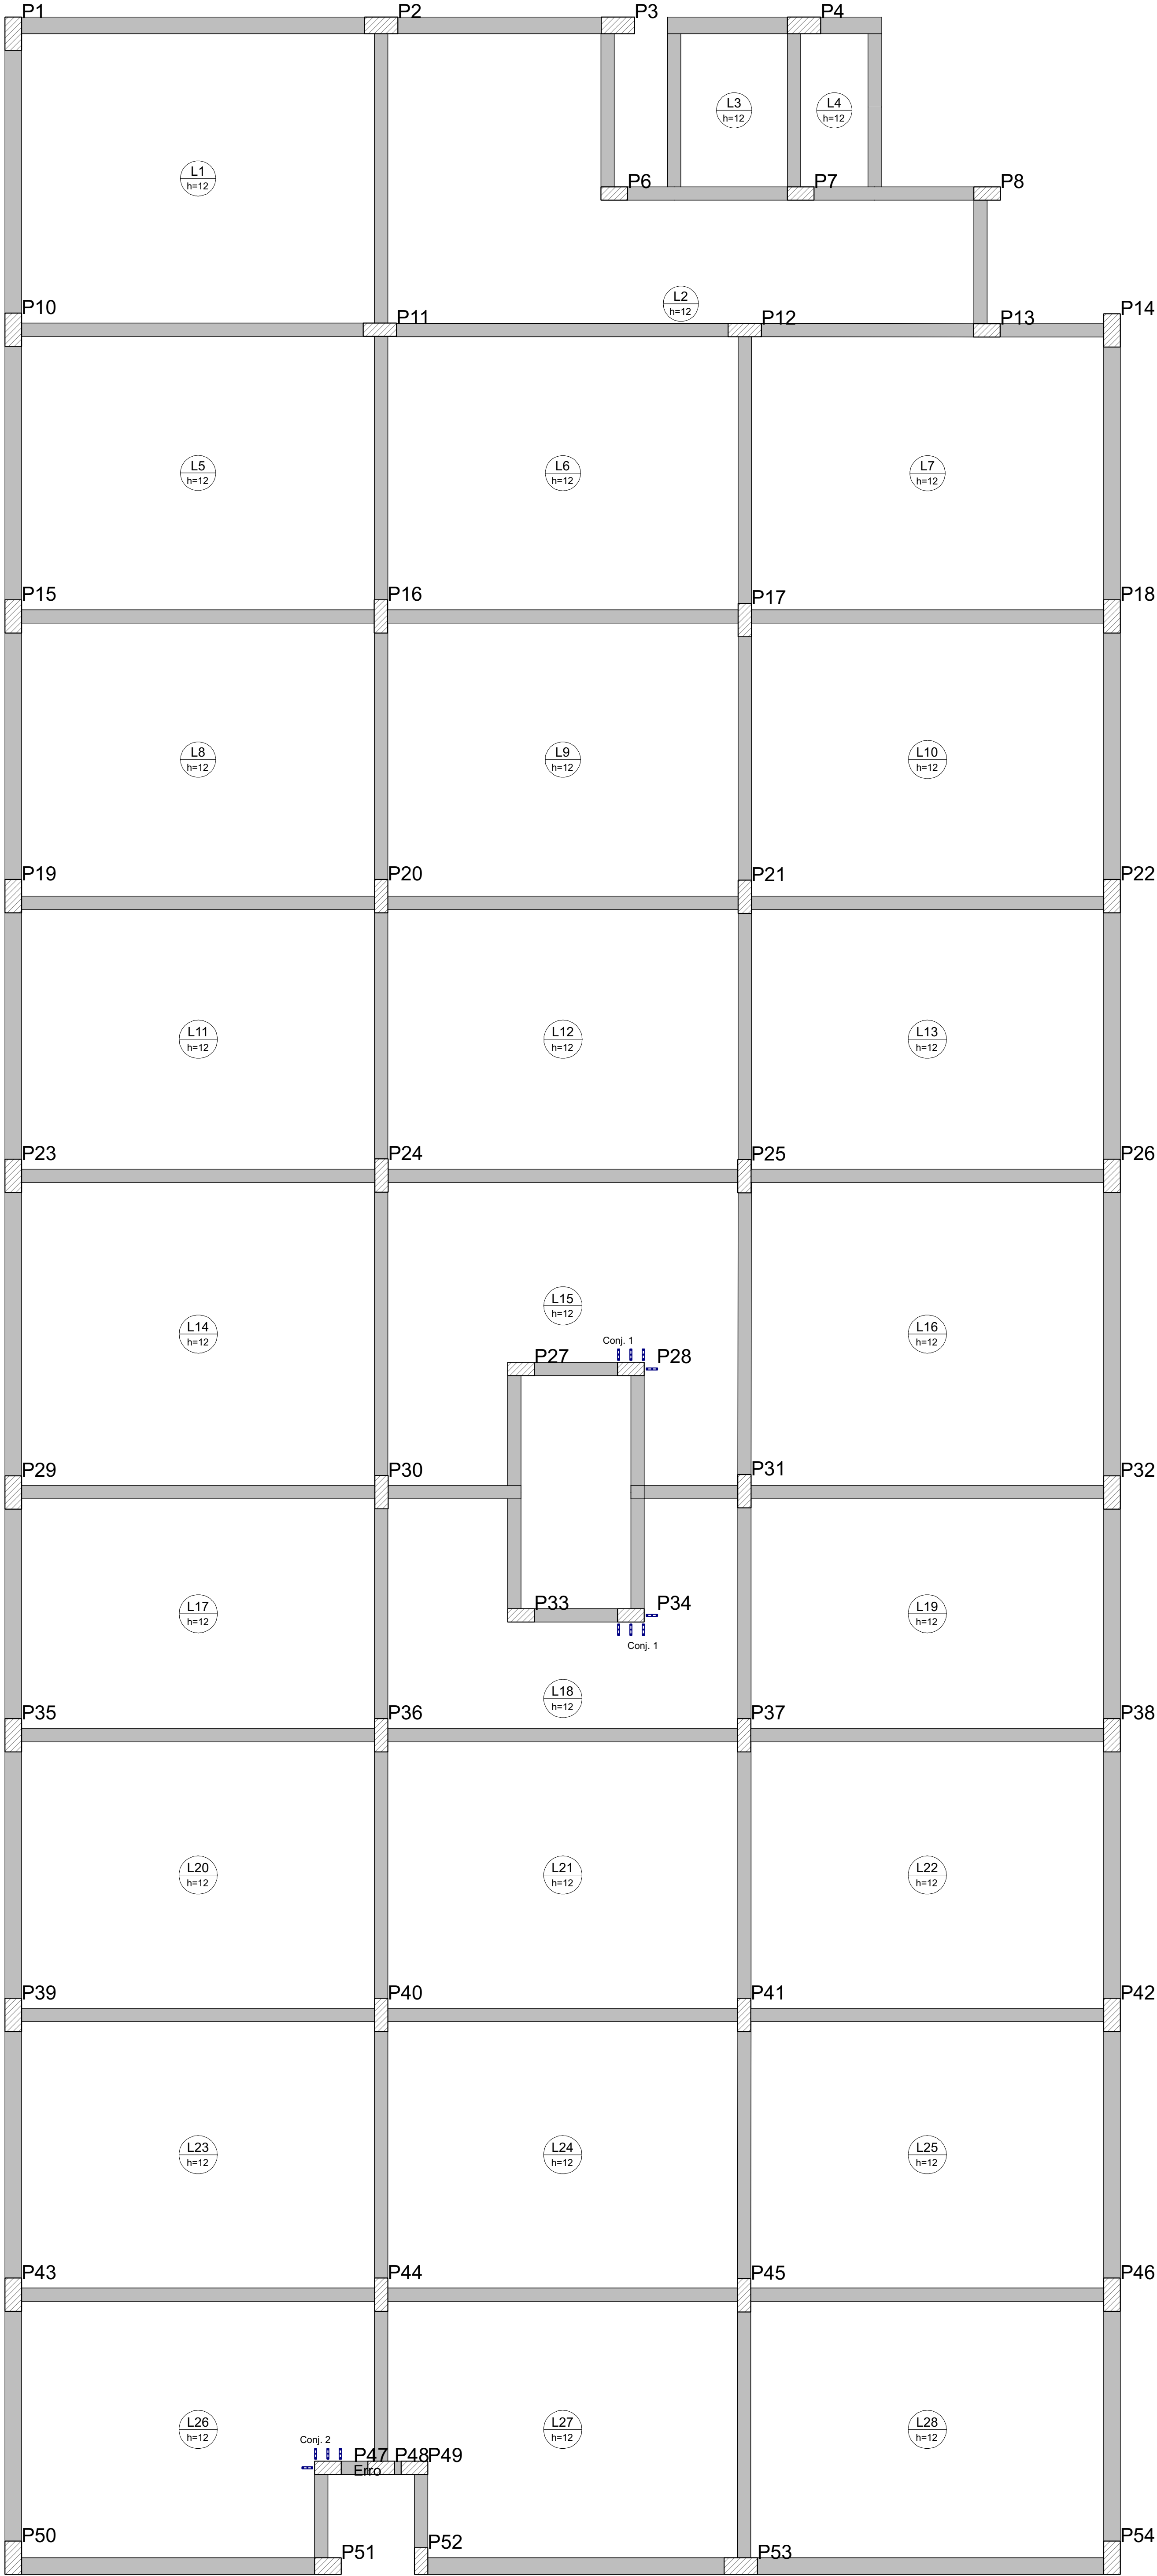 P1
P2
P3
P4
L3
h=12
L4
h=12
L1
h=12
P6
P7
P8
L2
h=12
P10
P11
P12
P13
P14
L5
h=12
L6
h=12
L7
h=12
P15
P16
P17
P18
L8
h=12
L9
h=12
L10
h=12
P19
P20
P21
P22
L11
h=12
L12
h=12
L13
h=12
P23
P24
P25
P26
L14
h=12
L15
h=12
L16
h=12
Conj. 1
P27
P28
P29
P30
P31
P32
L17
h=12
P33
P34
L19
h=12
Conj. 1
L18
h=12
P35
P36
P37
P38
L20
h=12
L21
h=12
L22
h=12
P39
P40
P41
P42
L23
h=12
L24
h=12
L25
h=12
P43
P44
P45
P46
L26
h=12
L27
h=12
L28
h=12
Conj. 2
P47
P48
P49
Erro
P50
P51
P52
P53
P54